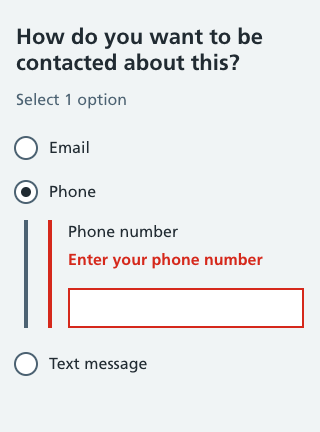 How do you want to be
contacted about this?
Select 1 option
Email
Phone
Phone number
Enter your phone number
Text message